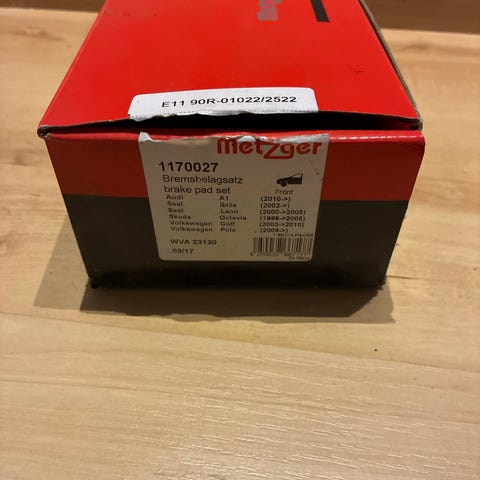 E11 90R-01022/2522
metzger
1170027
Bremsbelagsatz
brake pad set
Front
Audi A1 (2010->)
Seat Ibiza (2002->)
Seat Leon (2000->2005)
Skoda Octavia (1998->2005)
Volkswagen Golf (2003->2010)
Volkswagen Polo (2009->)
WVA 23130
03/17